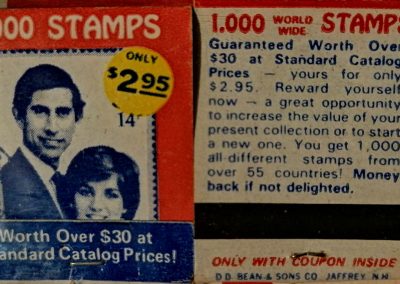 000 STAMPS
ONLY
$2.95
14
Worth Over $30 at
Standard Catalog Prices!
1.000 WORLD WIDE STAMPS
Guaranteed Worth Over
$30 at Standard Catalog
Prices — yours for only
$2.95. Reward yourself
now — a great opportunity
to increase the value of your
present collection or to start
a new one. You get 1,000
all-different stamps from
over 55 countries! Money
back if not delighted.
ONLY WITH COUPON INSIDE
D.D. BEAN & SONS CO. JAFFREY, N.H.